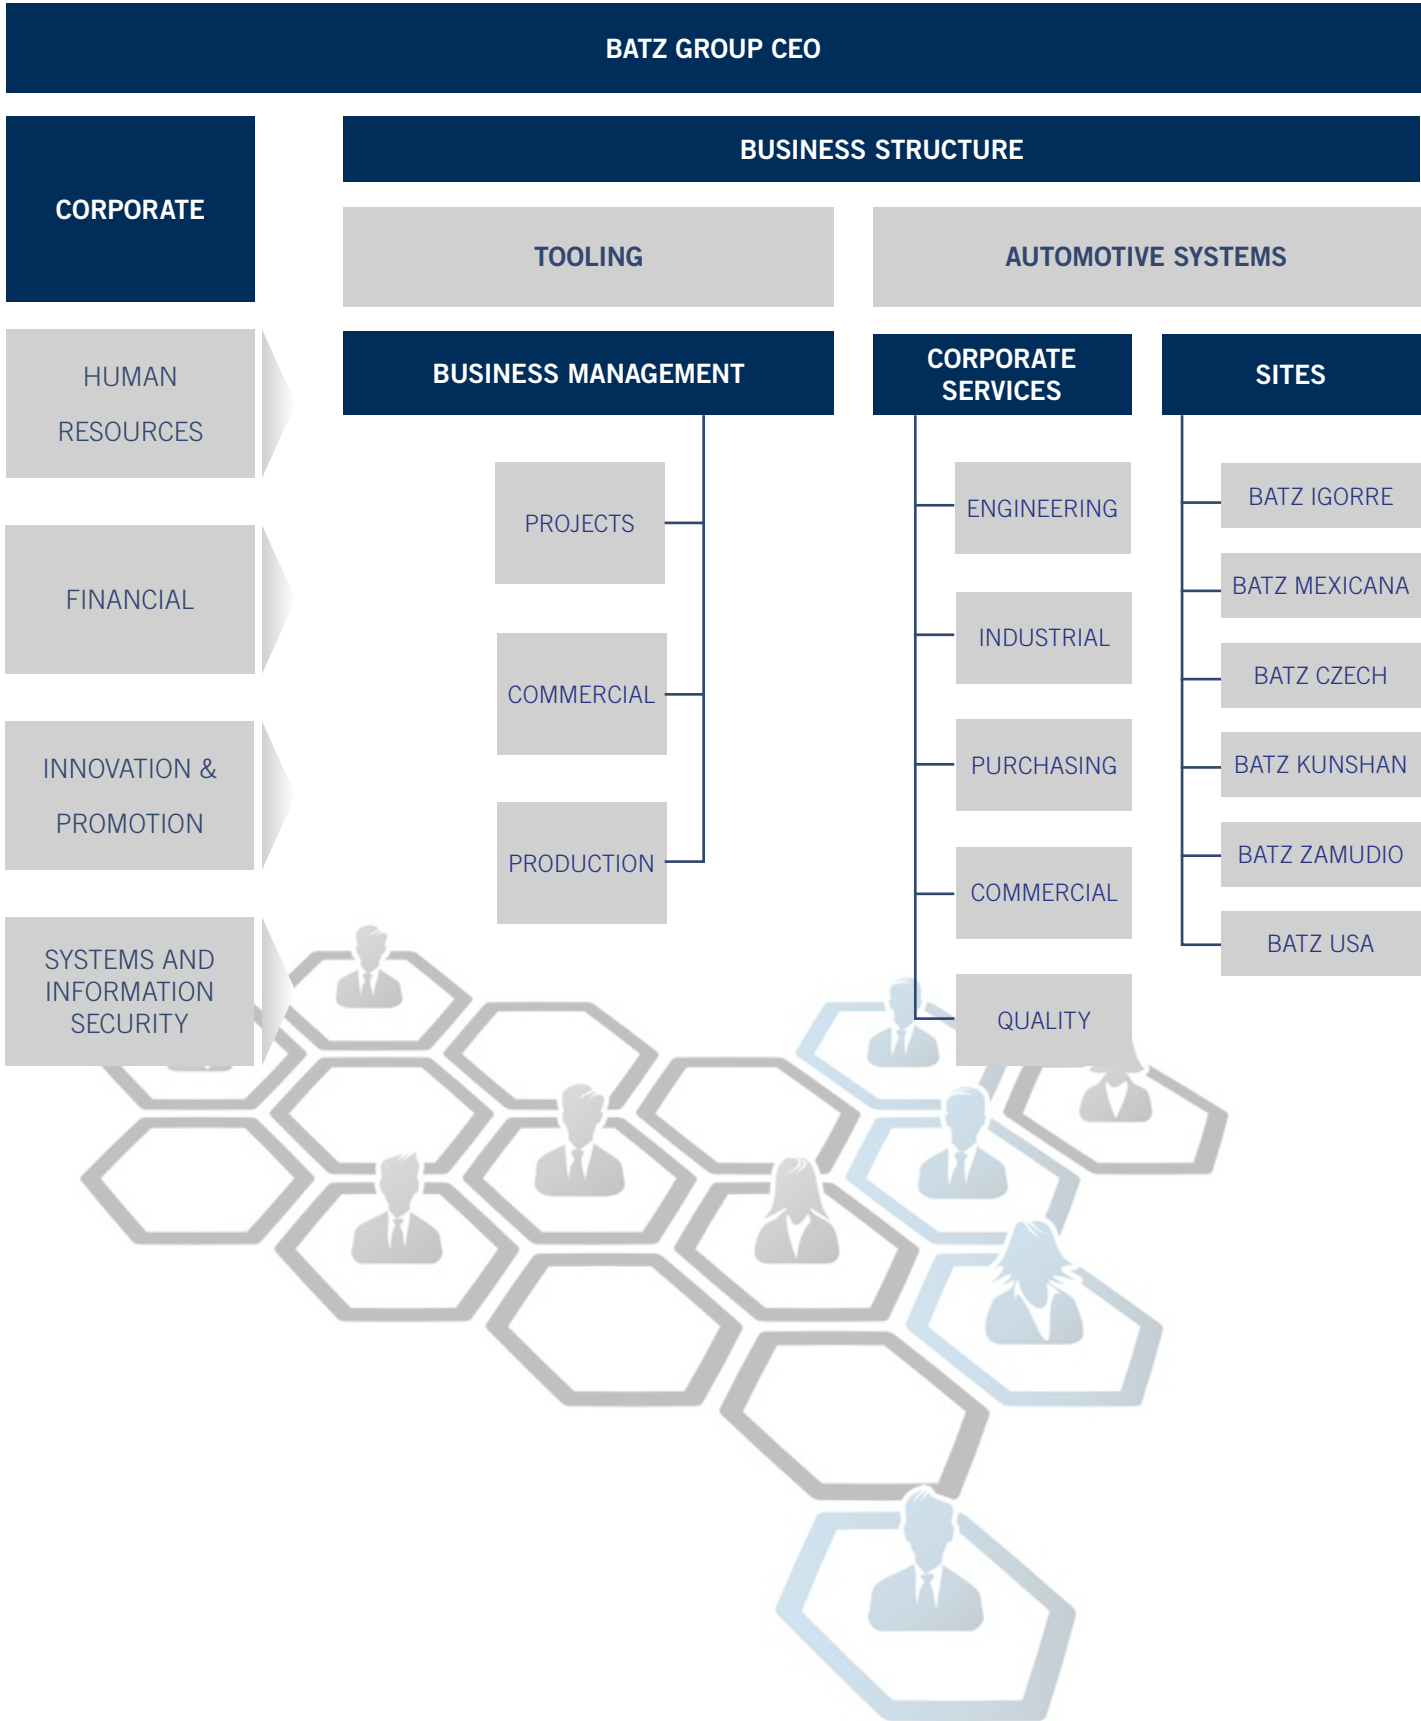 BATZ GROUP CEO
CORPORATE
HUMAN
RESOURCES
FINANCIAL
INNOVATION &
PROMOTION
SYSTEMS AND
INFORMATION
SECURITY
BUSINESS STRUCTURE
TOOLING
BUSINESS MANAGEMENT
PROJECTS
COMMERCIAL
PRODUCTION
AUTOMOTIVE SYSTEMS
CORPORATE
SERVICES
ENGINEERING
INDUSTRIAL
PURCHASING
COMMERCIAL
QUALITY
SITES
BATZ IGORRE
BATZ MEXICANA
BATZ CZECH
BATZ KUNSHAN
BATZ ZAMUDIO
BATZ USA